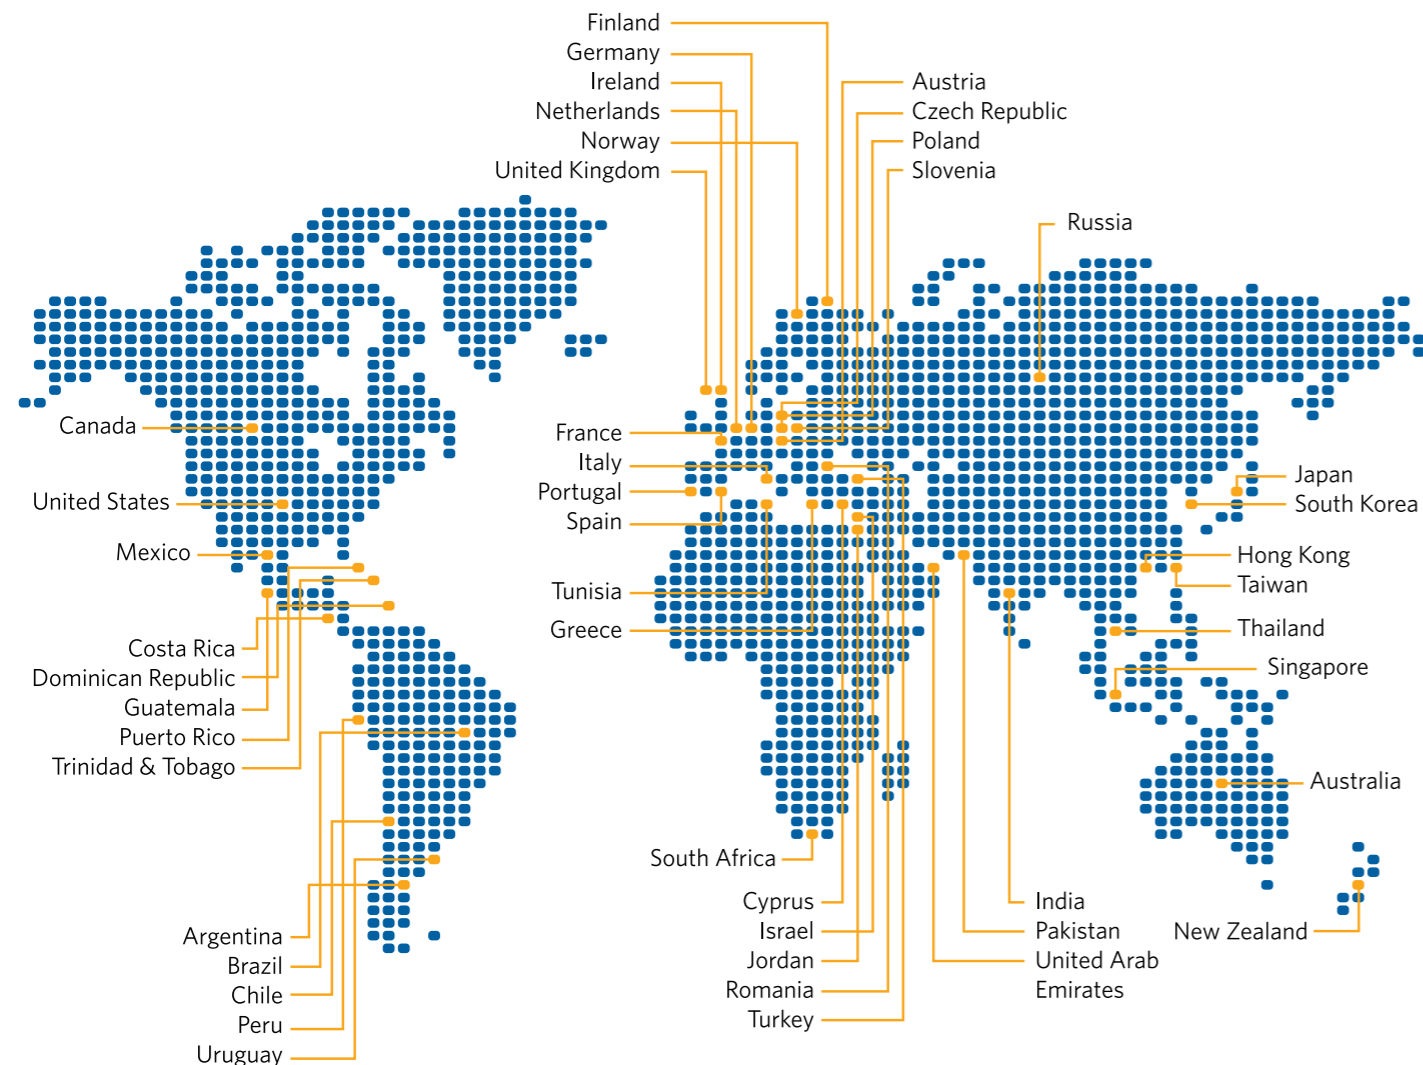 Finland
Germany
Ireland
Netherlands
Norway
United Kingdom
Austria
Czech Republic
Poland
Slovenia
Russia
Canada
United States
Mexico
Costa Rica
Dominican Republic
Guatemala
Puerto Rico
Trinidad & Tobago
Argentina
Brazil
Chile
Peru
Uruguay
France
Italy
Portugal
Spain
Tunisia
Greece
South Africa
Cyprus
Israel
Jordan
Romania
Turkey
India
Pakistan
United Arab
Emirates
Japan
South Korea
Hong Kong
Taiwan
Thailand
Singapore
Australia
New Zealand